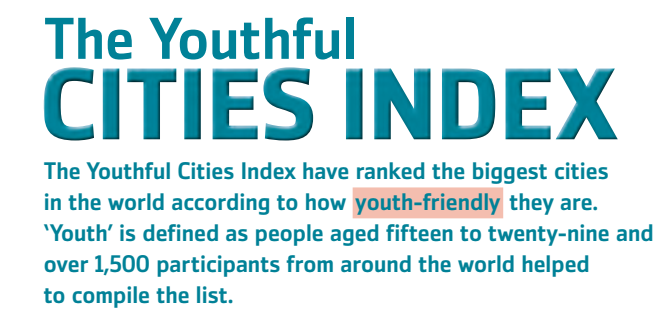 The Youthful
CITIES INDEX
The Youthful Cities Index have ranked the biggest cities
in the world according to how youth-friendly they are.
‘Youth’ is defined as people aged fifteen to twenty-nine and
over 1,500 participants from around the world helped
to compile the list.